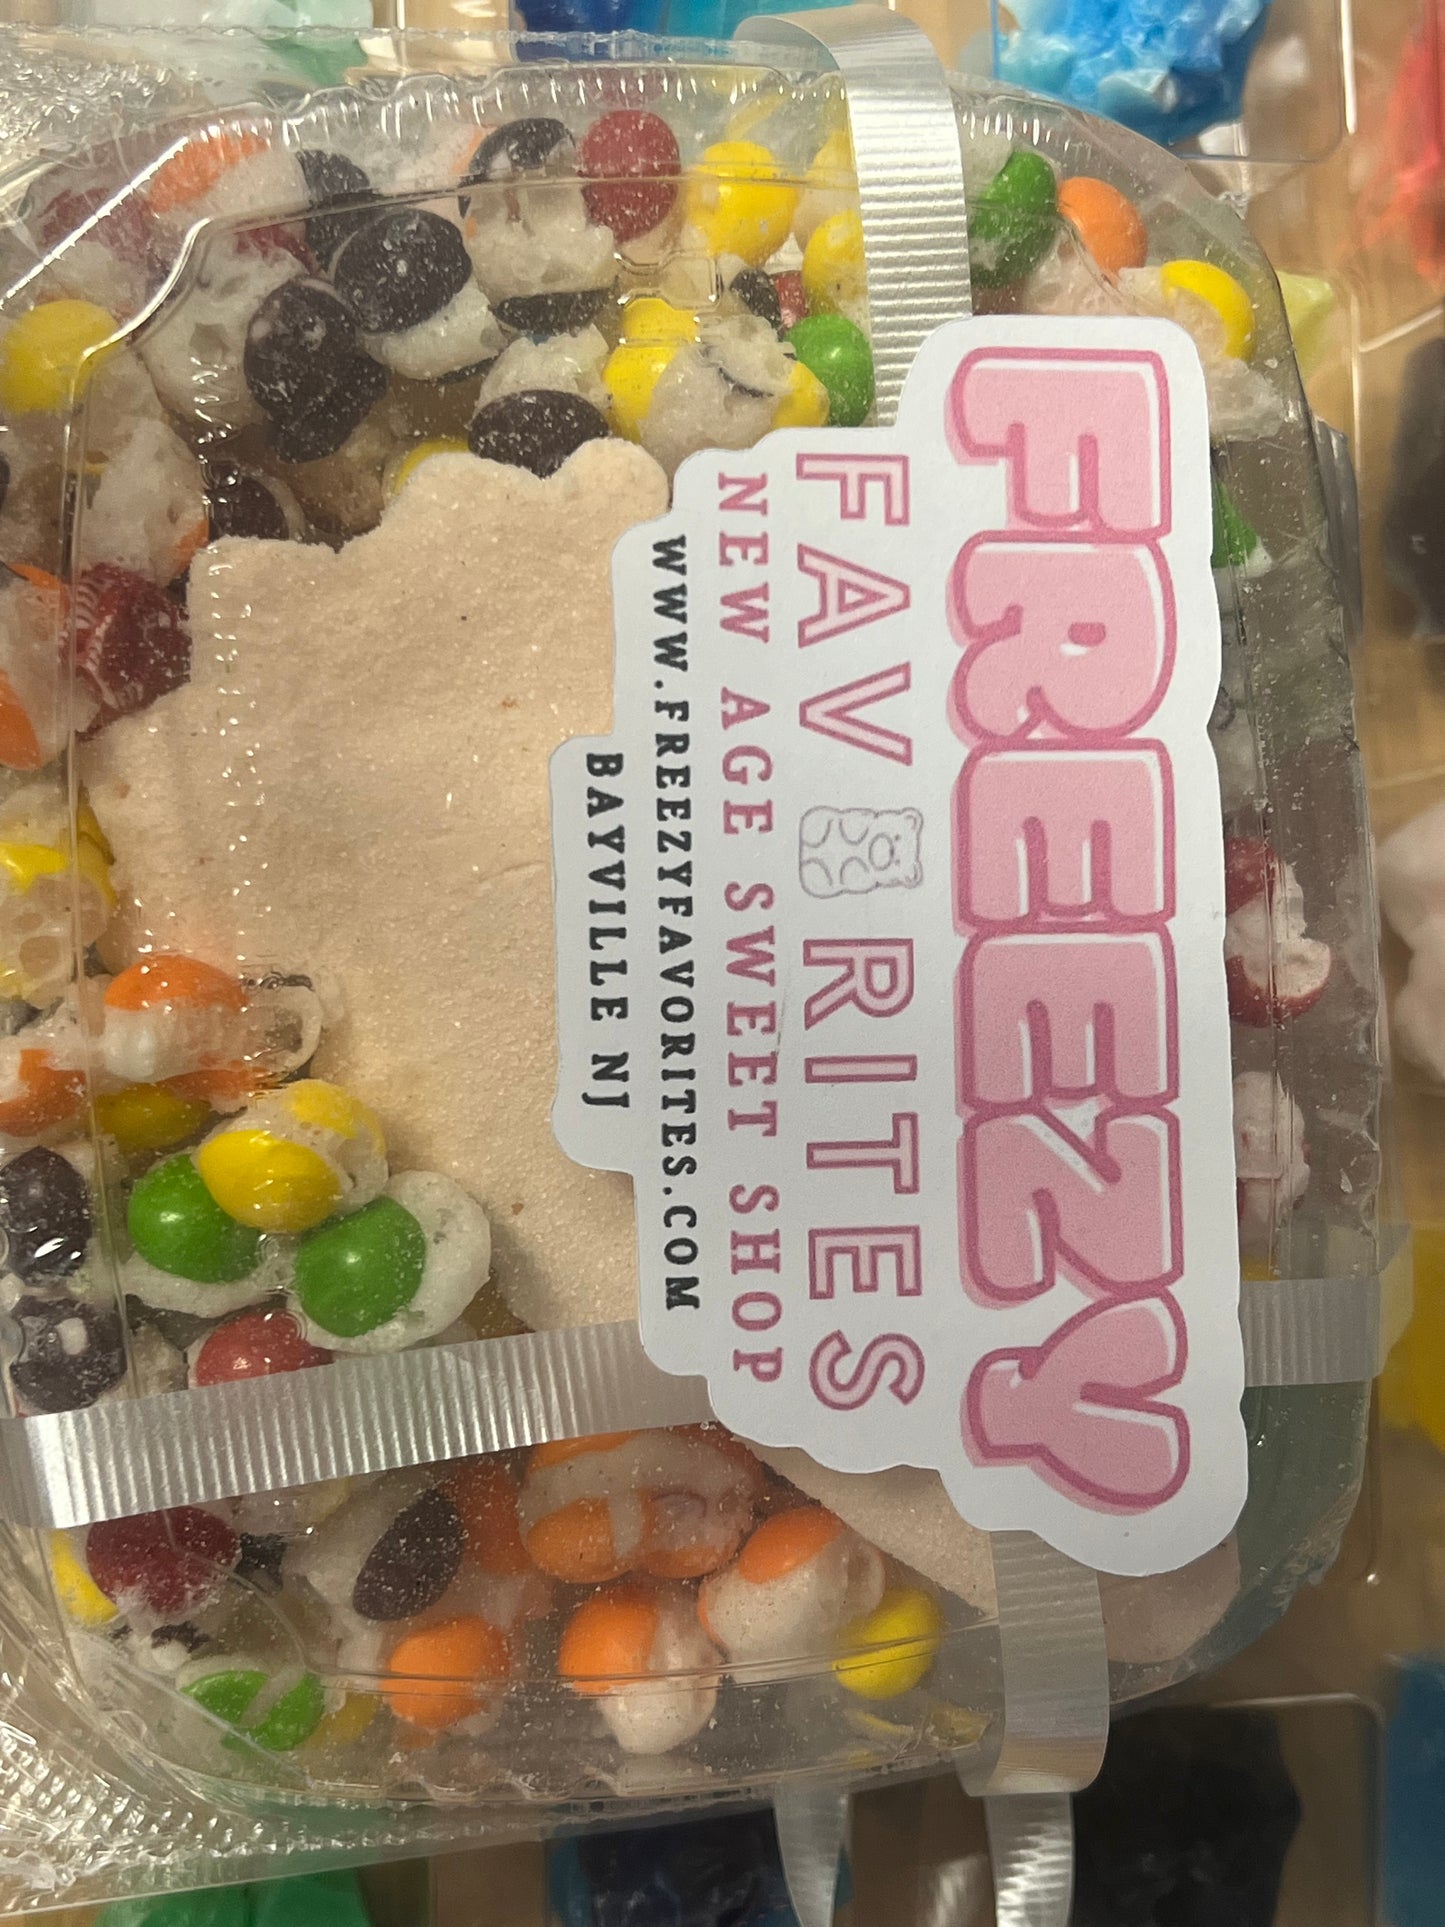 FREEZY
FAVORITES
NEW AGE SWEET SHOP
WWW.FREEZYFAVORITES.COM
BAYVILLE NJ